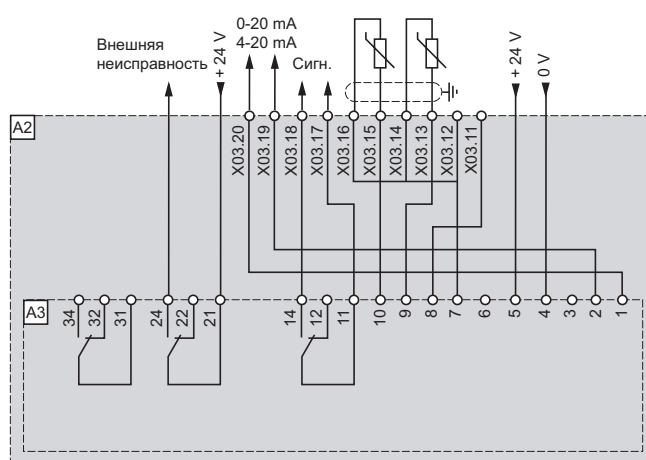 0-20 mA
4-20 mA
Внешняя
неисправность
+ 24 V
Сигн.
+ 24 V
0 V
A2
X03.20
X03.19
X03.18
X03.17
X03.16
X03.15
X03.14
X03.13
X03.12
X03.11
A3
34
32
31
24
22
21
14
12
11
10
9
8
7
6
5
4
3
2
1